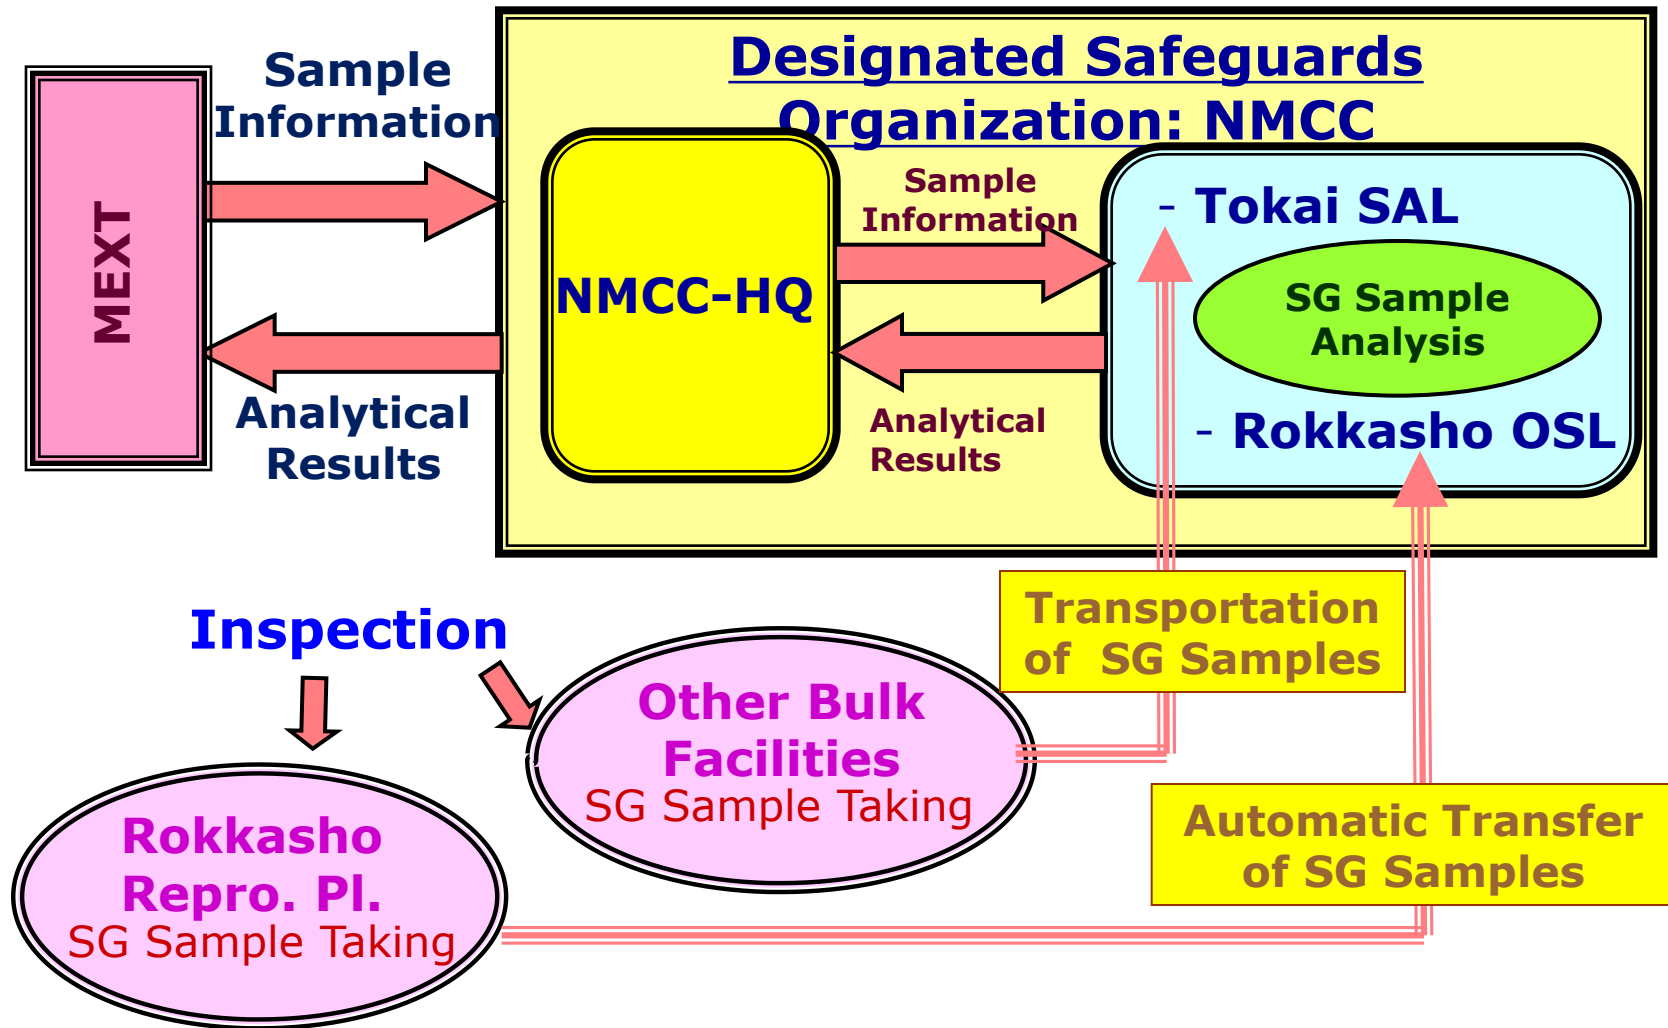 Designated Safeguards
Organization: NMCC
Sample
Information
MEXT
Analytical
Results
NMCC-HQ
Sample
Information
Analytical
Results
- Tokai SAL
SG Sample
Analysis
- Rokkasho OSL
Inspection
Transportation
of SG Samples
Other Bulk
Facilities
SG Sample Taking
Automatic Transfer
of SG Samples
Rokkasho
Repro. Pl.
SG Sample Taking